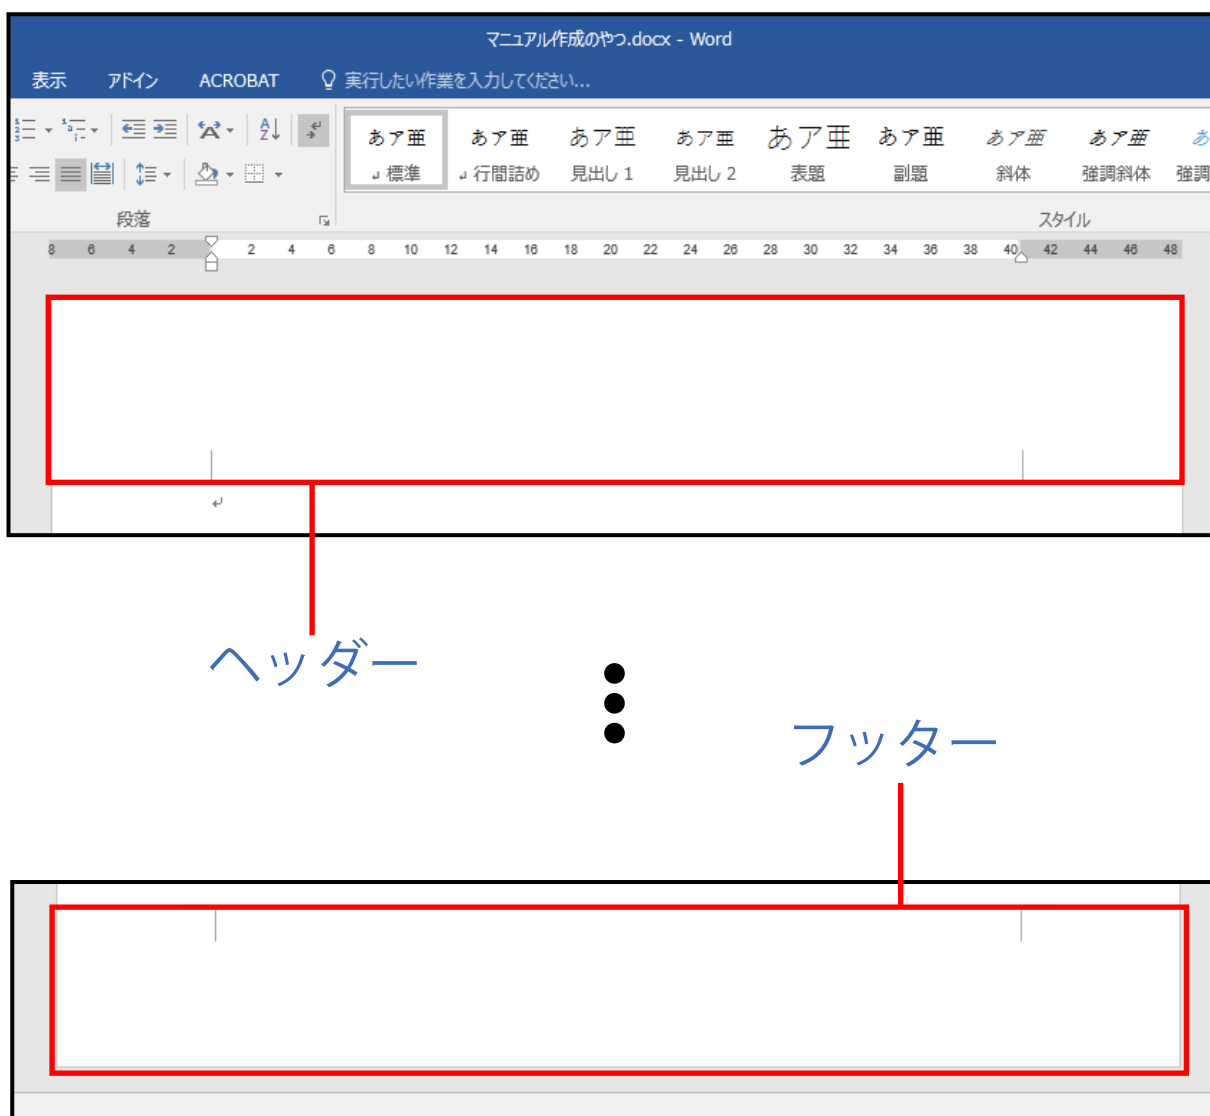 マニュアル作成のやつ.docx - Word
表示 アドイン ACROBAT 実行したい作業を入力してください...
あア亜 あア亜 あア亜 あア亜 あア亜 あア亜 あア亜 あア亜 あ
↲ 標準 ↲ 行間詰め 見出し 1 見出し 2 表題 副題 斜体 強調斜体 強調
段落 スタイル
8 6 4 2 2 4 6 8 10 12 14 16 18 20 22 24 26 28 30 32 34 36 38 40 42 44 46 48
ヘッダー
フッター